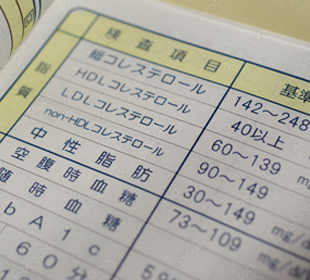 検査項目 基準
脂質
総コレステロール 142~248
HDLコレステロール 40以上
LDLコレステロール 60~139 mg/
non-HDLコレステロール 90~149
中性脂肪 30~149 mg/d
空腹時血糖 73~109
随時血糖
bA1c
60分